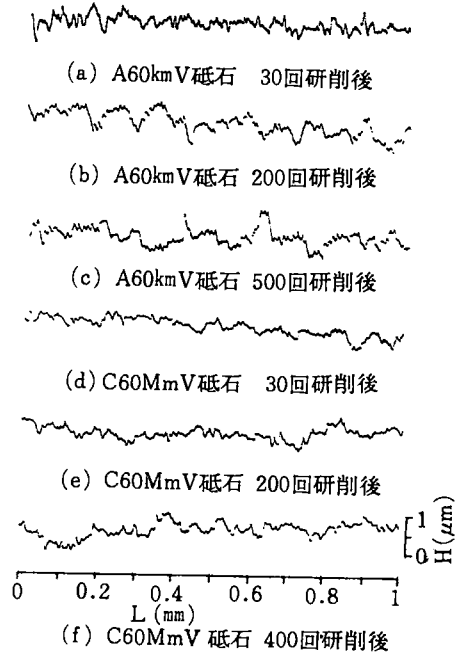 (a) A60kmV砥石 30回研削後
(b) A60kmV砥石 200回研削後
(c) A60kmV砥石 500回研削後
(d) C60MmV砥石 30回研削後
(e) C60MmV砥石 200回研削後
1
0
H(μm)
0 0.2 0.4 0.6 0.8 1
L (mm)
(f) C60MmV 砥石 400回研削後